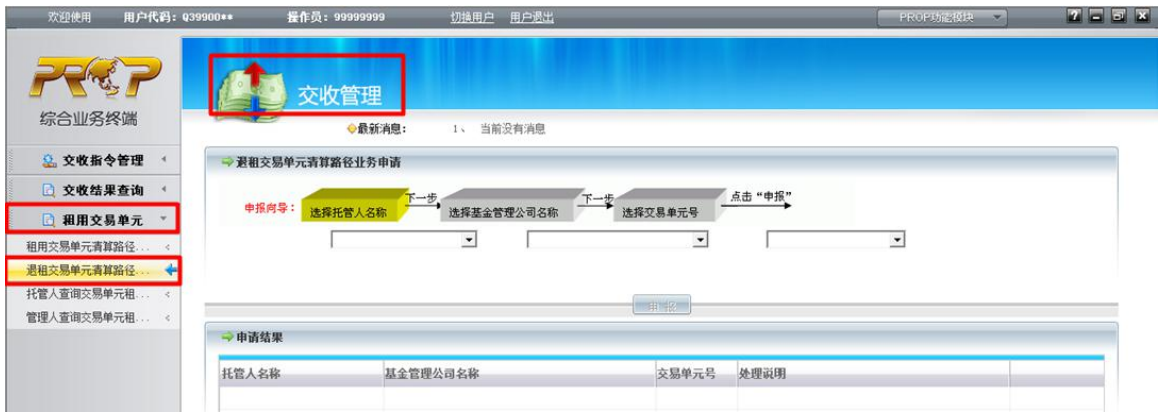 欢迎使用 用户代码: Q39900** 操作员: 99999999 切换用户 用户退出 PROP功能模块
PROP
综合业务终端
交收管理
最新消息: 1、 当前没有消息
交收指令管理
交收结果查询
租用交易单元
租用交易单元清算路径...
退租交易单元清算路径...
托管人查询交易单元租...
管理人查询交易单元租...
退租交易单元清算路径业务申请
申报向导: 选择托管人名称 下一步 选择基金管理公司名称 下一步 选择交易单元号 点击“申报”
申报
申请结果
托管人名称 基金管理公司名称 交易单元号 处理说明